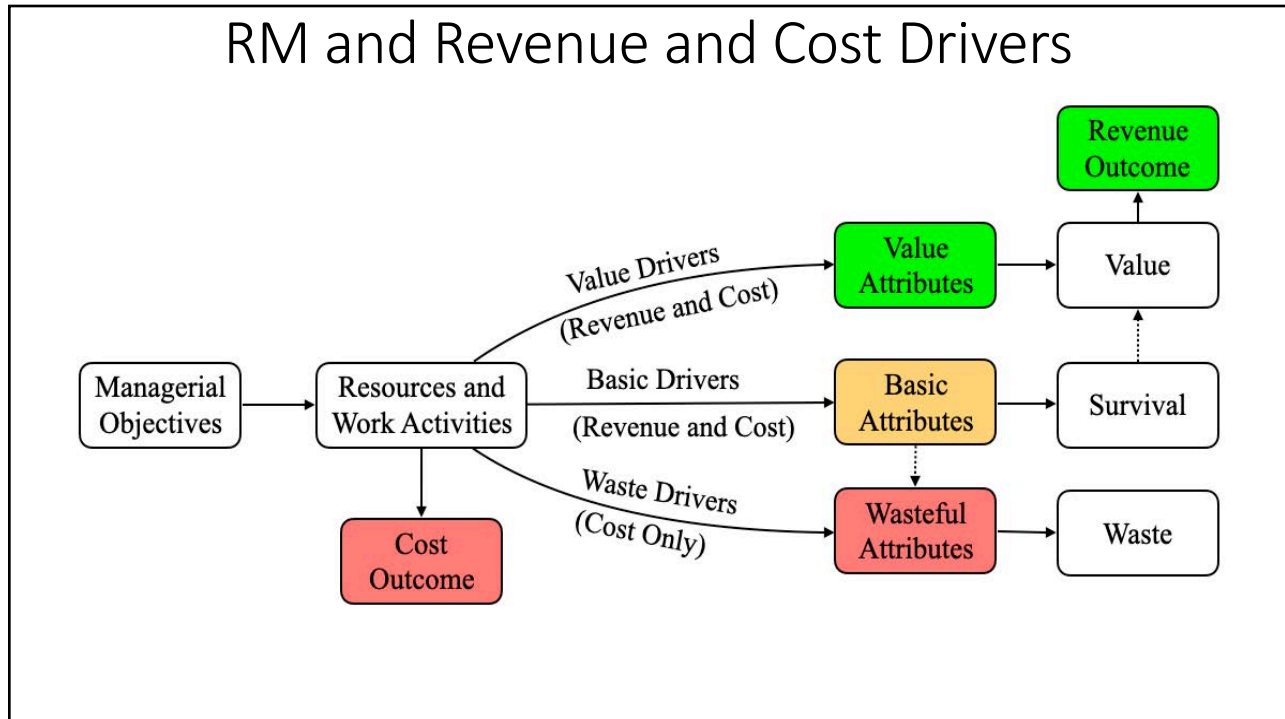 RM and Revenue and Cost Drivers
Revenue
Outcome
Value Drivers
(Revenue and Cost)
Value
Attributes
Value
Managerial
Objectives
Resources and
Work Activities
Basic Drivers
(Revenue and Cost)
Basic
Attributes
Survival
Waste Drivers
(Cost Only)
Wasteful
Attributes
Waste
Cost
Outcome